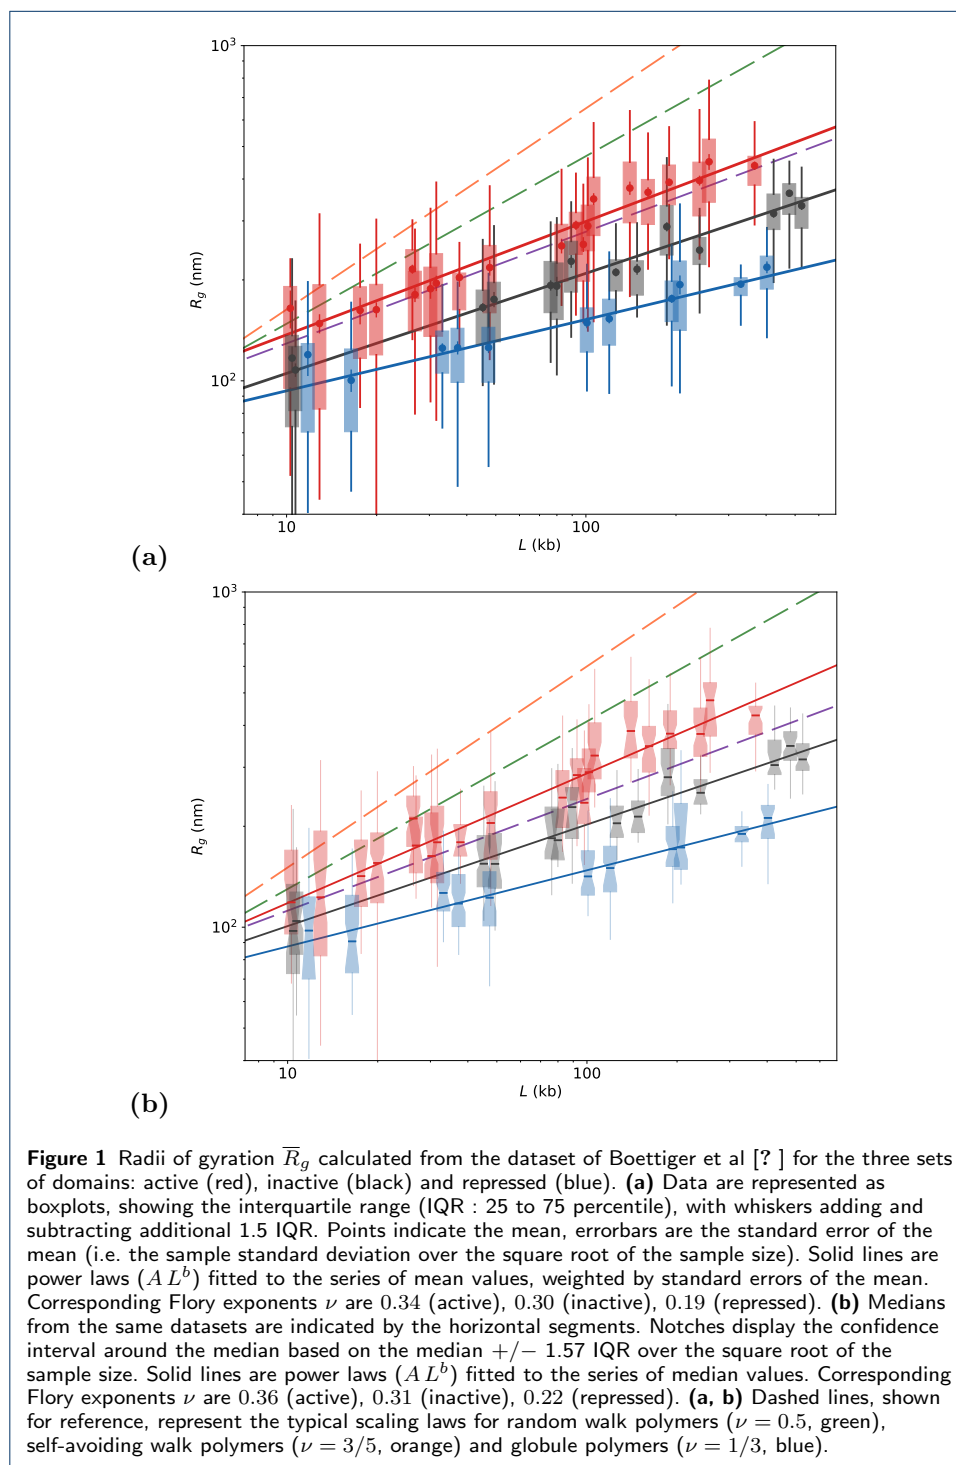 10³
R_g (nm)
10²
10
100
L (kb)
(a)
10³
R_g (nm)
10²
10
100
L (kb)
(b)
Figure 1 Radii of gyration R̅_g calculated from the dataset of Boettiger et al [? ] for the three sets
of domains: active (red), inactive (black) and repressed (blue). (a) Data are represented as
boxplots, showing the interquartile range (IQR : 25 to 75 percentile), with whiskers adding and
subtracting additional 1.5 IQR. Points indicate the mean, errorbars are the standard error of the
mean (i.e. the sample standard deviation over the square root of the sample size). Solid lines are
power laws (A L^b) fitted to the series of mean values, weighted by standard errors of the mean.
Corresponding Flory exponents ν are 0.34 (active), 0.30 (inactive), 0.19 (repressed). (b) Medians
from the same datasets are indicated by the horizontal segments. Notches display the confidence
interval around the median based on the median +/− 1.57 IQR over the square root of the
sample size. Solid lines are power laws (A L^b) fitted to the series of median values. Corresponding
Flory exponents ν are 0.36 (active), 0.31 (inactive), 0.22 (repressed). (a, b) Dashed lines, shown
for reference, represent the typical scaling laws for random walk polymers (ν = 0.5, green),
self-avoiding walk polymers (ν = 3/5, orange) and globule polymers (ν = 1/3, blue).